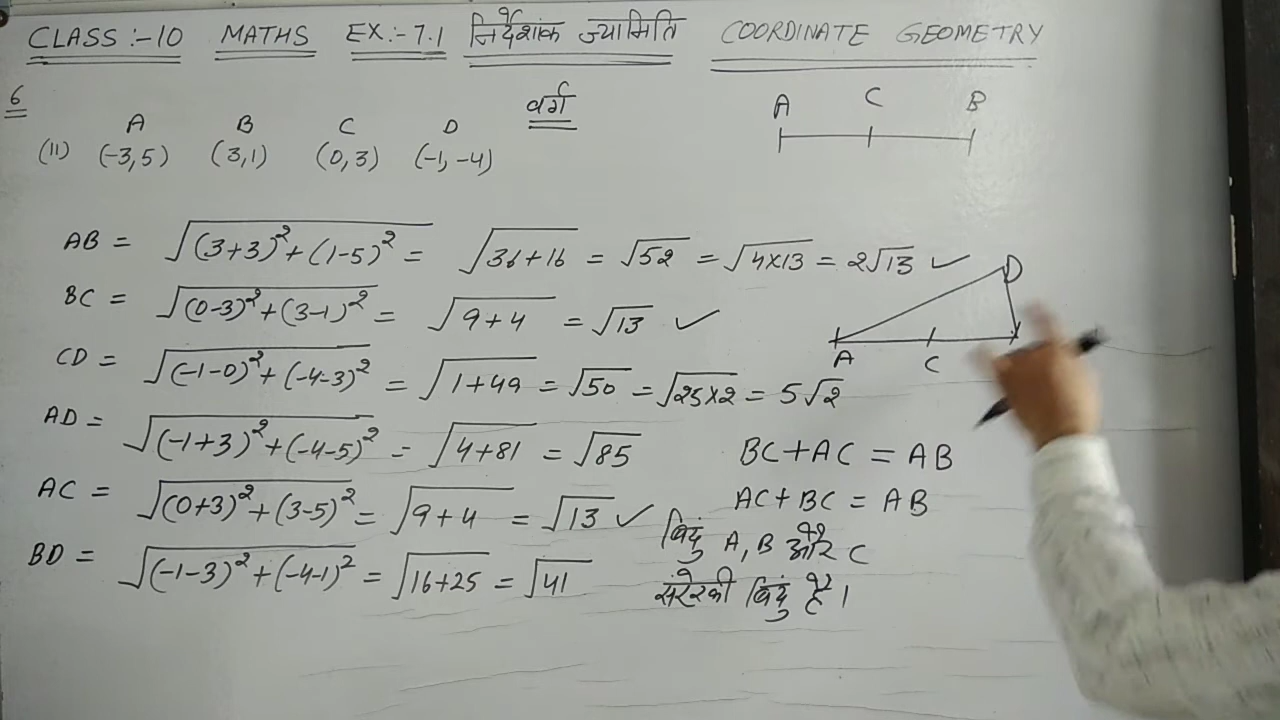 CLASS:-10 MATHS EX:-7.1 निर्देशांक ज्यामिति COORDINATE GEOMETRY
6
वर्ग
A C B
A B C D
(11) (-3,5) (3,1) (0,3) (-1,-4)
AB = √(3+3)²+(1-5)² = √36+16 = √52 = √4×13 = 2√13 ✓
BC = √(0-3)²+(3-1)² = √9+4 = √13 ✓
CD = √(-1-0)²+(-4-3)² = √1+49 = √50 = √25×2 = 5√2
AD = √(-1+3)²+(-4-5)² = √4+81 = √85
AC = √(0+3)²+(3-5)² = √9+4 = √13 ✓
BD = √(-1-3)²+(-4-1)² = √16+25 = √41
D
A C
BC+AC = AB
AC+BC = AB
बिंदु A, B और C
संरेखी बिंदु है।